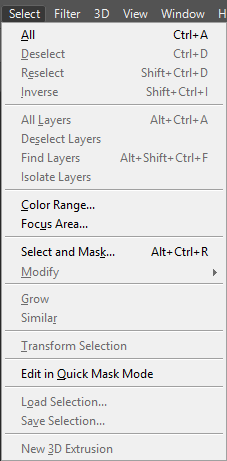 Select Filter 3D View Window H
All Ctrl+A
Deselect Ctrl+D
Reselect Shift+Ctrl+D
Inverse Shift+Ctrl+I
All Layers Alt+Ctrl+A
Deselect Layers
Find Layers Alt+Shift+Ctrl+F
Isolate Layers
Color Range...
Focus Area...
Select and Mask... Alt+Ctrl+R
Modify
Grow
Similar
Transform Selection
Edit in Quick Mask Mode
Load Selection...
Save Selection...
New 3D Extrusion